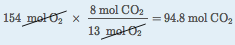 154 mol O₂ × 8 mol CO₂ / 13 mol O₂ = 94.8 mol CO₂